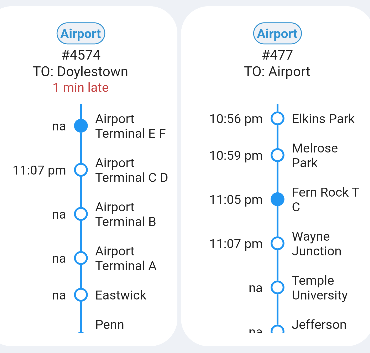 Airport
#4574
TO: Doylestown
1 min late
na
Airport
Terminal E F
11:07 pm
Airport
Terminal C D
na
Airport
Terminal B
na
Airport
Terminal A
na
Eastwick
Penn
Airport
#477
TO: Airport
10:56 pm
Elkins Park
10:59 pm
Melrose
Park
11:05 pm
Fern Rock T
C
11:07 pm
Wayne
Junction
na
Temple
University
na
Jefferson